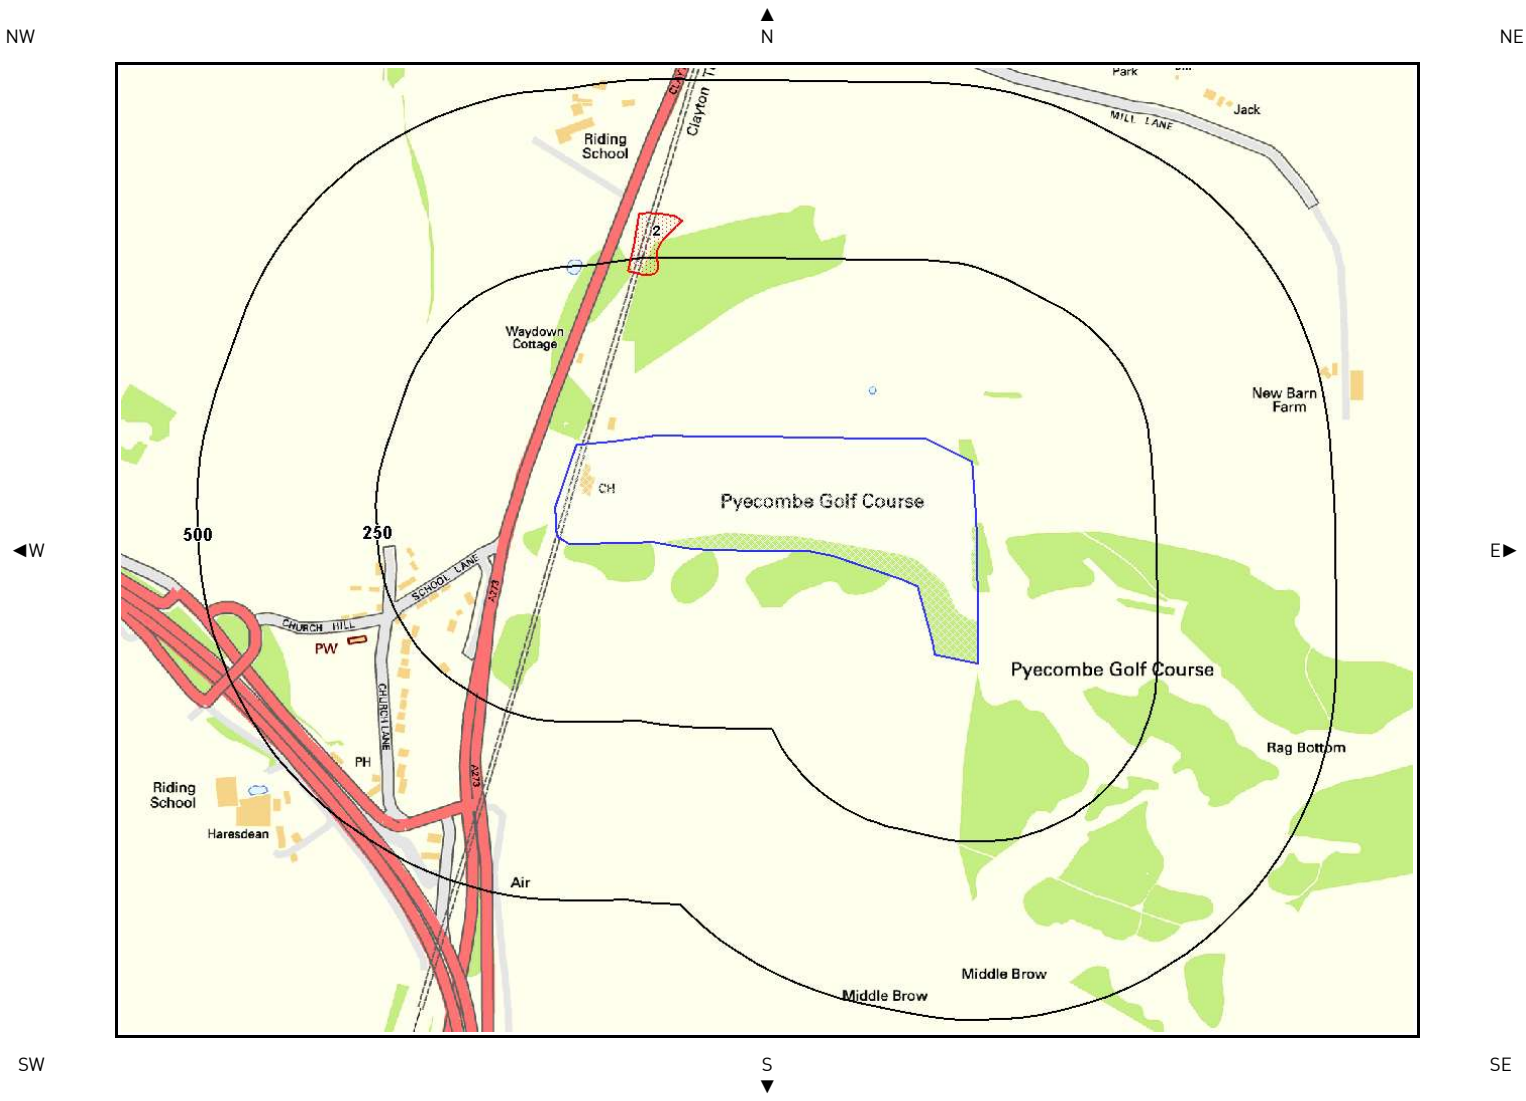 ▲
NW
N
NE
CLAY
Clayton
Park
Jack
MILL LANE
Riding
School
2
Waydown
Cottage
New Barn
Farm
CH
Pyecombe Golf Course
500
250
◄W
E►
SCHOOL LANE
A273
CHURCH HILL
PW
Pyecombe Golf Course
CHURCH LANE
Rag Bottom
PH
A273
Riding
School
Haresdean
Air
Middle Brow
Middle Brow
SW
S
SE
▼